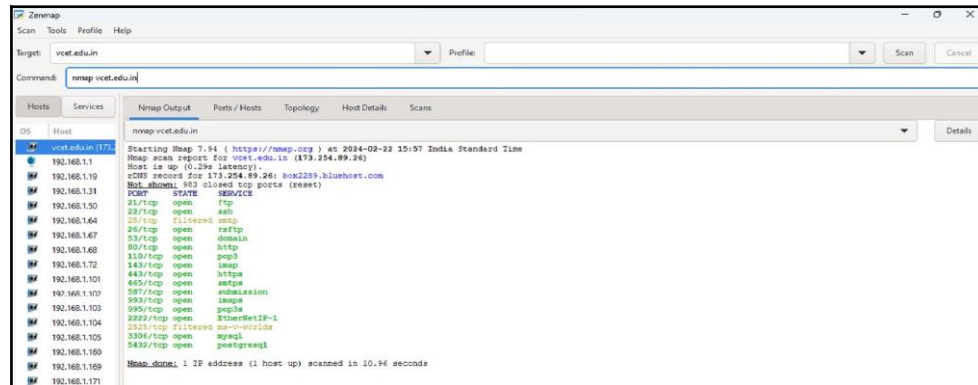 Zenmap
Scan Tools Profile Help
Target: vcet.edu.in Profile: Scan Cancel
Command: nmap vcet.edu.in
Hosts Services Nmap Output Ports / Hosts Topology Host Details Scans
OS Host nmap vcet.edu.in Details
vcet.edu.in (173.2
192.168.1.1
192.168.1.19
192.168.1.31
192.168.1.50
192.168.1.64
192.168.1.67
192.168.1.68
192.168.1.72
192.168.1.101
192.168.1.102
192.168.1.103
192.168.1.104
192.168.1.105
192.168.1.160
192.168.1.169
192.168.1.171
Starting Nmap 7.94 ( https://nmap.org ) at 2024-02-22 15:57 India Standard Time
Nmap scan report for vcet.edu.in (173.254.89.26)
Host is up (0.29s latency).
rDNS record for 173.254.89.26: box2289.bluehost.com
Not shown: 983 closed tcp ports (reset)
PORT STATE SERVICE
21/tcp open ftp
22/tcp open ssh
25/tcp filtered smtp
26/tcp open rsftp
53/tcp open domain
80/tcp open http
110/tcp open pop3
143/tcp open imap
443/tcp open https
465/tcp open smtps
587/tcp open submission
993/tcp open imaps
995/tcp open pop3s
2222/tcp open EtherNetIP-1
2525/tcp filtered ms-v-worlds
3306/tcp open mysql
5432/tcp open postgresql
Nmap done: 1 IP address (1 host up) scanned in 10.96 seconds